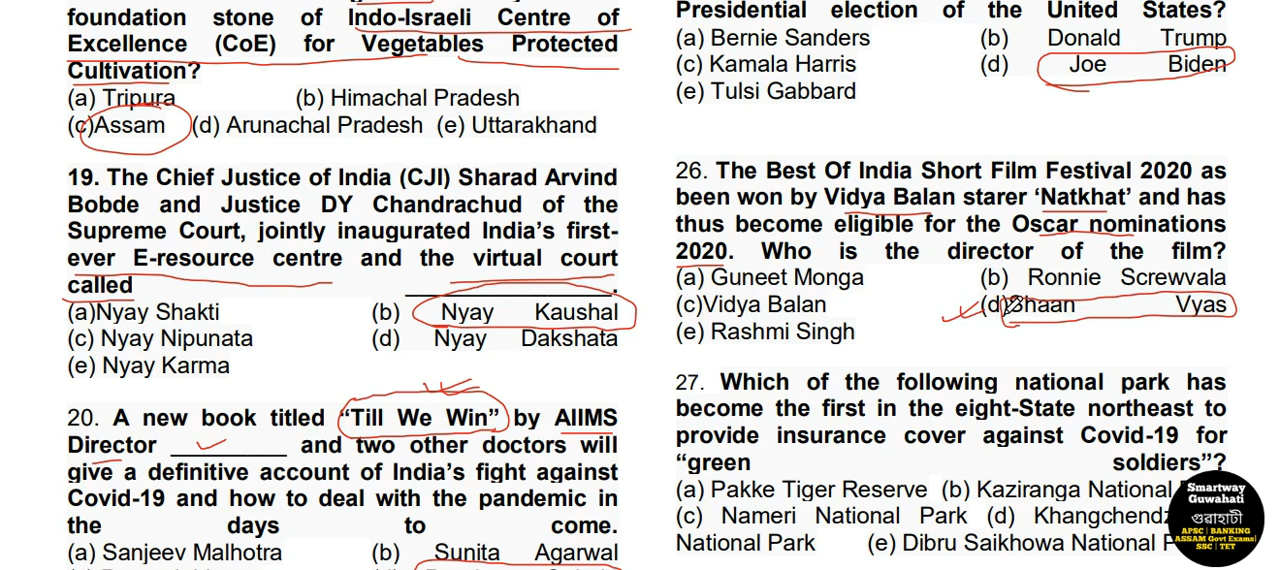 foundation stone of Indo-Israeli Centre of
Excellence (CoE) for Vegetables Protected
Cultivation?
(a) Tripura (b) Himachal Pradesh
(c)Assam (d) Arunachal Pradesh (e) Uttarakhand
19. The Chief Justice of India (CJI) Sharad Arvind
Bobde and Justice DY Chandrachud of the
Supreme Court, jointly inaugurated India's first-
ever E-resource centre and the virtual court
called ________________.
(a)Nyay Shakti (b) Nyay Kaushal
(c) Nyay Nipunata (d) Nyay Dakshata
(e) Nyay Karma
20. A new book titled “Till We Win” by AIIMS
Director _________ and two other doctors will
give a definitive account of India's fight against
Covid-19 and how to deal with the pandemic in
the days to come.
(a) Sanjeev Malhotra (b) Sunita Agarwal
Presidential election of the United States?
(a) Bernie Sanders (b) Donald Trump
(c) Kamala Harris (d) Joe Biden
(e) Tulsi Gabbard
26. The Best Of India Short Film Festival 2020 as
been won by Vidya Balan starer ‘Natkhat’ and has
thus become eligible for the Oscar nominations
2020. Who is the director of the film?
(a) Guneet Monga (b) Ronnie Screwvala
(c)Vidya Balan (d)Shaan Vyas
(e) Rashmi Singh
27. Which of the following national park has
become the first in the eight-State northeast to
provide insurance cover against Covid-19 for
“green soldiers”?
(a) Pakke Tiger Reserve (b) Kaziranga National
(c) Nameri National Park (d) Khangchendz
National Park (e) Dibru Saikhowa National P
Smartway
Guwahati
গুৱাহাটী
APSC | BANKING
ASSAM Govt Exams|
SSC | TET